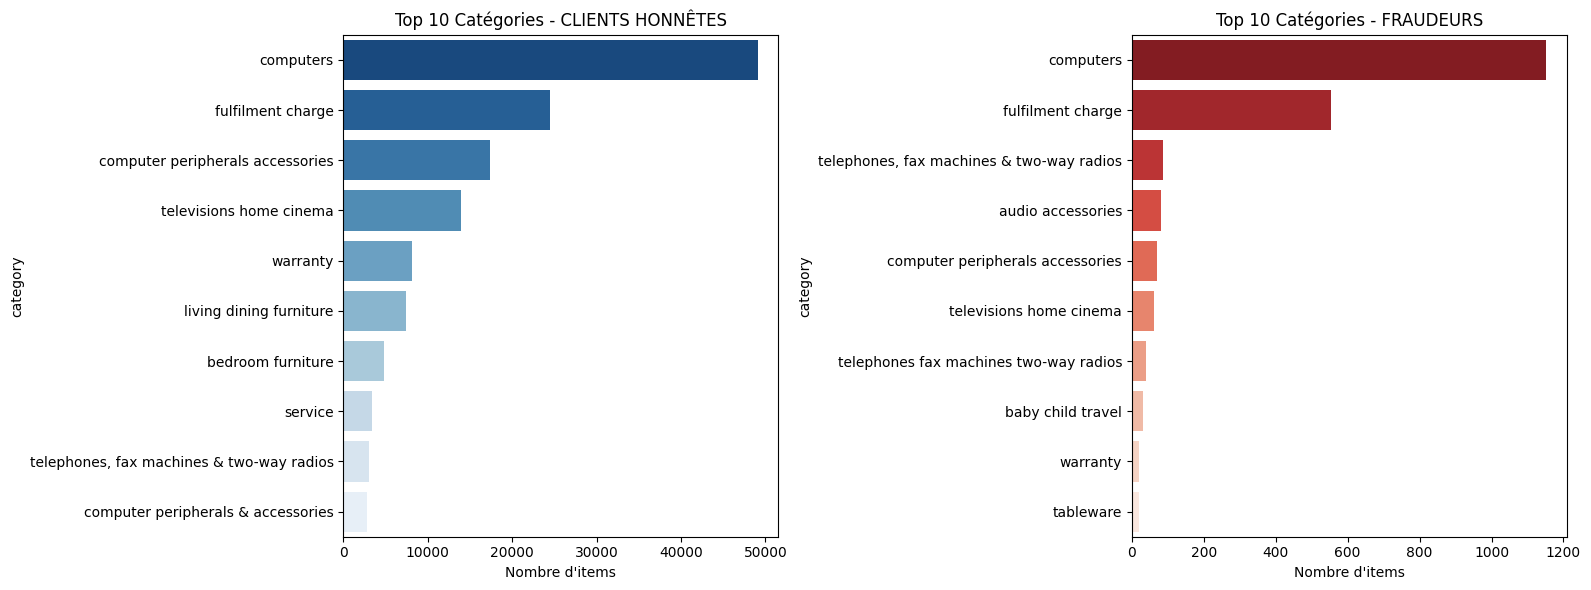 Top 10 Catégories - CLIENTS HONNÊTES
category
computers
fulfilment charge
computer peripherals accessories
televisions home cinema
warranty
living dining furniture
bedroom furniture
service
telephones, fax machines & two-way radios
computer peripherals & accessories
0 10000 20000 30000 40000 50000
Nombre d'items
Top 10 Catégories - FRAUDEURS
category
computers
fulfilment charge
telephones, fax machines & two-way radios
audio accessories
computer peripherals accessories
televisions home cinema
telephones fax machines two-way radios
baby child travel
warranty
tableware
0 200 400 600 800 1000 1200
Nombre d'items